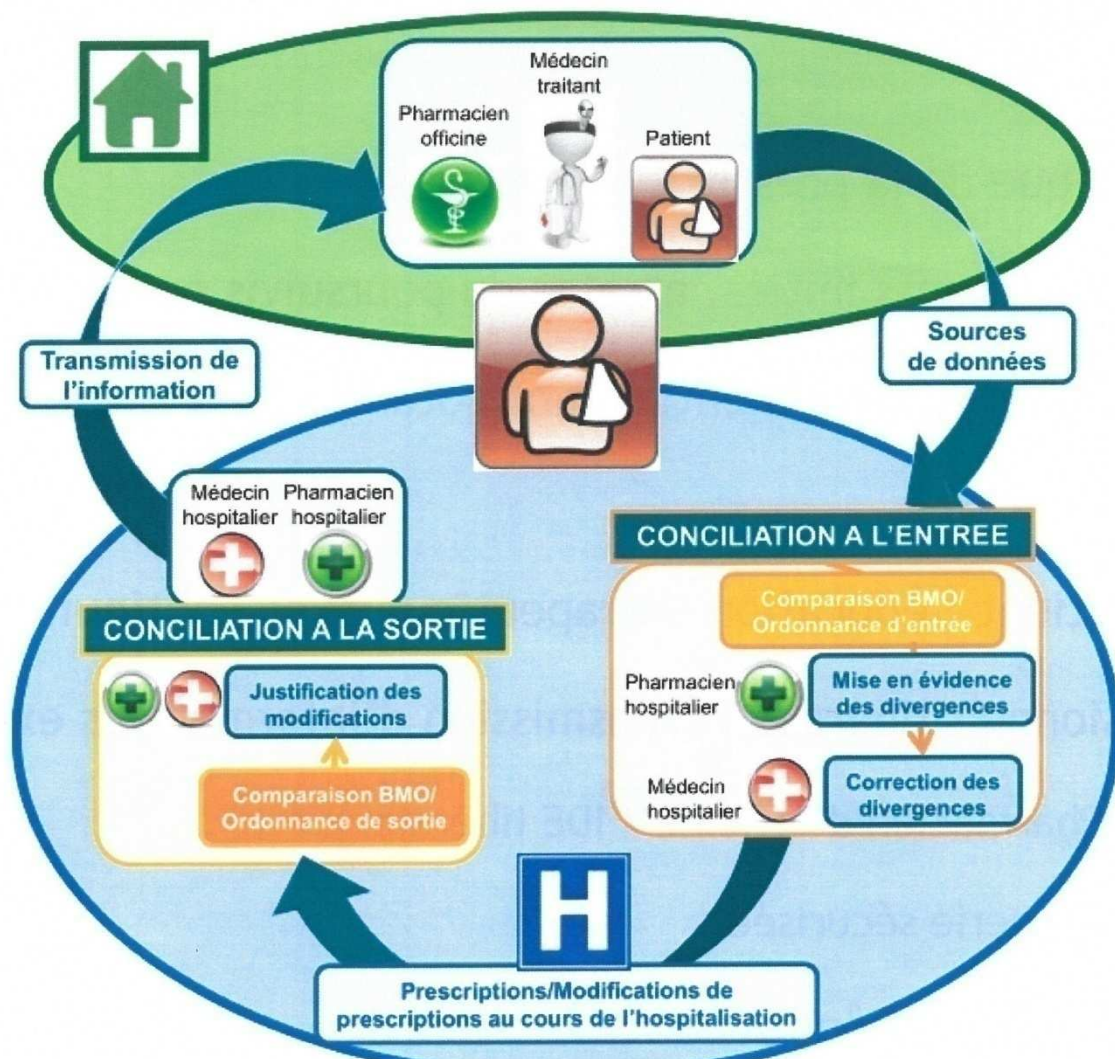 Médecin
traitant
Pharmacien
officine
Patient
Transmission de
l'information
Sources
de données
Médecin
hospitalier
Pharmacien
hospitalier
CONCILIATION A L'ENTREE
Comparaison BMO/
Ordonnance d'entrée
Pharmacien
hospitalier
Mise en évidence
des divergences
Médecin
hospitalier
Correction des
divergences
CONCILIATION A LA SORTIE
Justification des
modifications
Comparaison BMO/
Ordonnance de sortie
H
Prescriptions/Modifications de
prescriptions au cours de l'hospitalisation